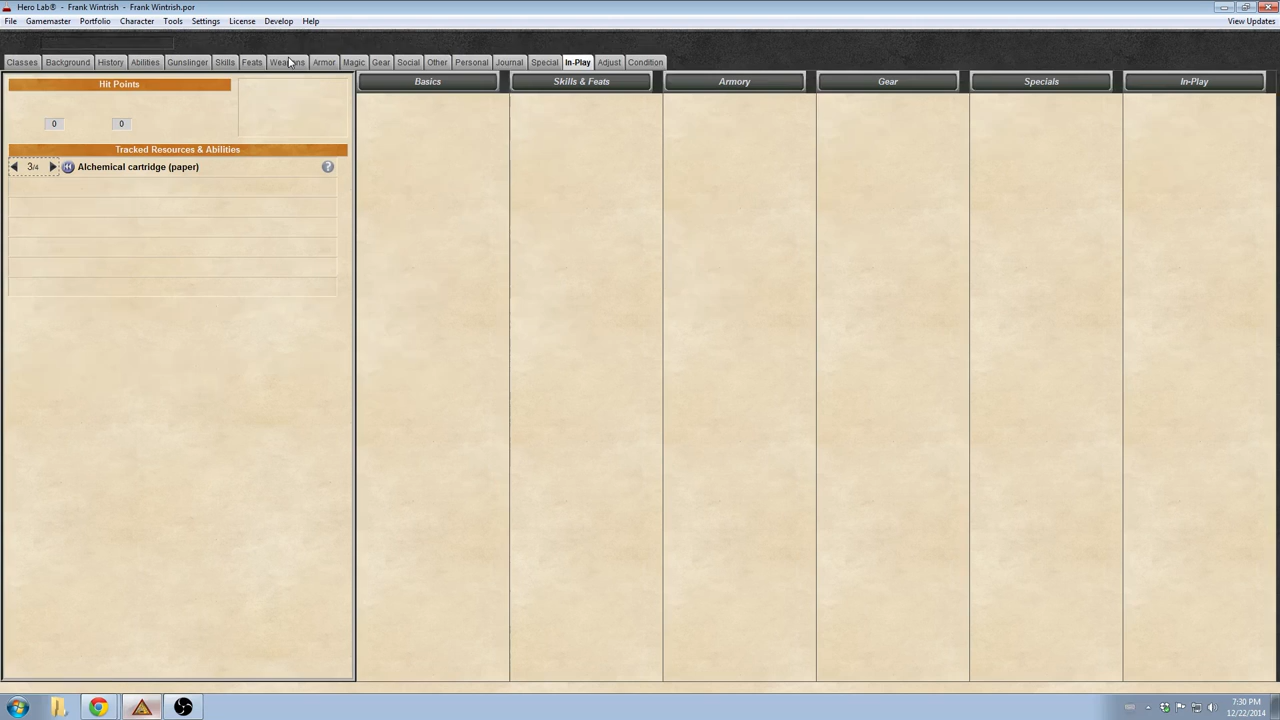 Hero Lab® - Frank Wintrish - Frank Wintrish.por
File Gamemaster Portfolio Character Tools Settings License Develop Help View Updates
Classes Background History Abilities Gunslinger Skills Feats Weapons Armor Magic Gear Social Other Personal Journal Special In-Play Adjust Condition
Hit Points Basics Skills & Feats Armory Gear Specials In-Play
0 0
Tracked Resources & Abilities
3/4 Alchemical cartridge (paper) ?
7:30 PM
12/22/2014